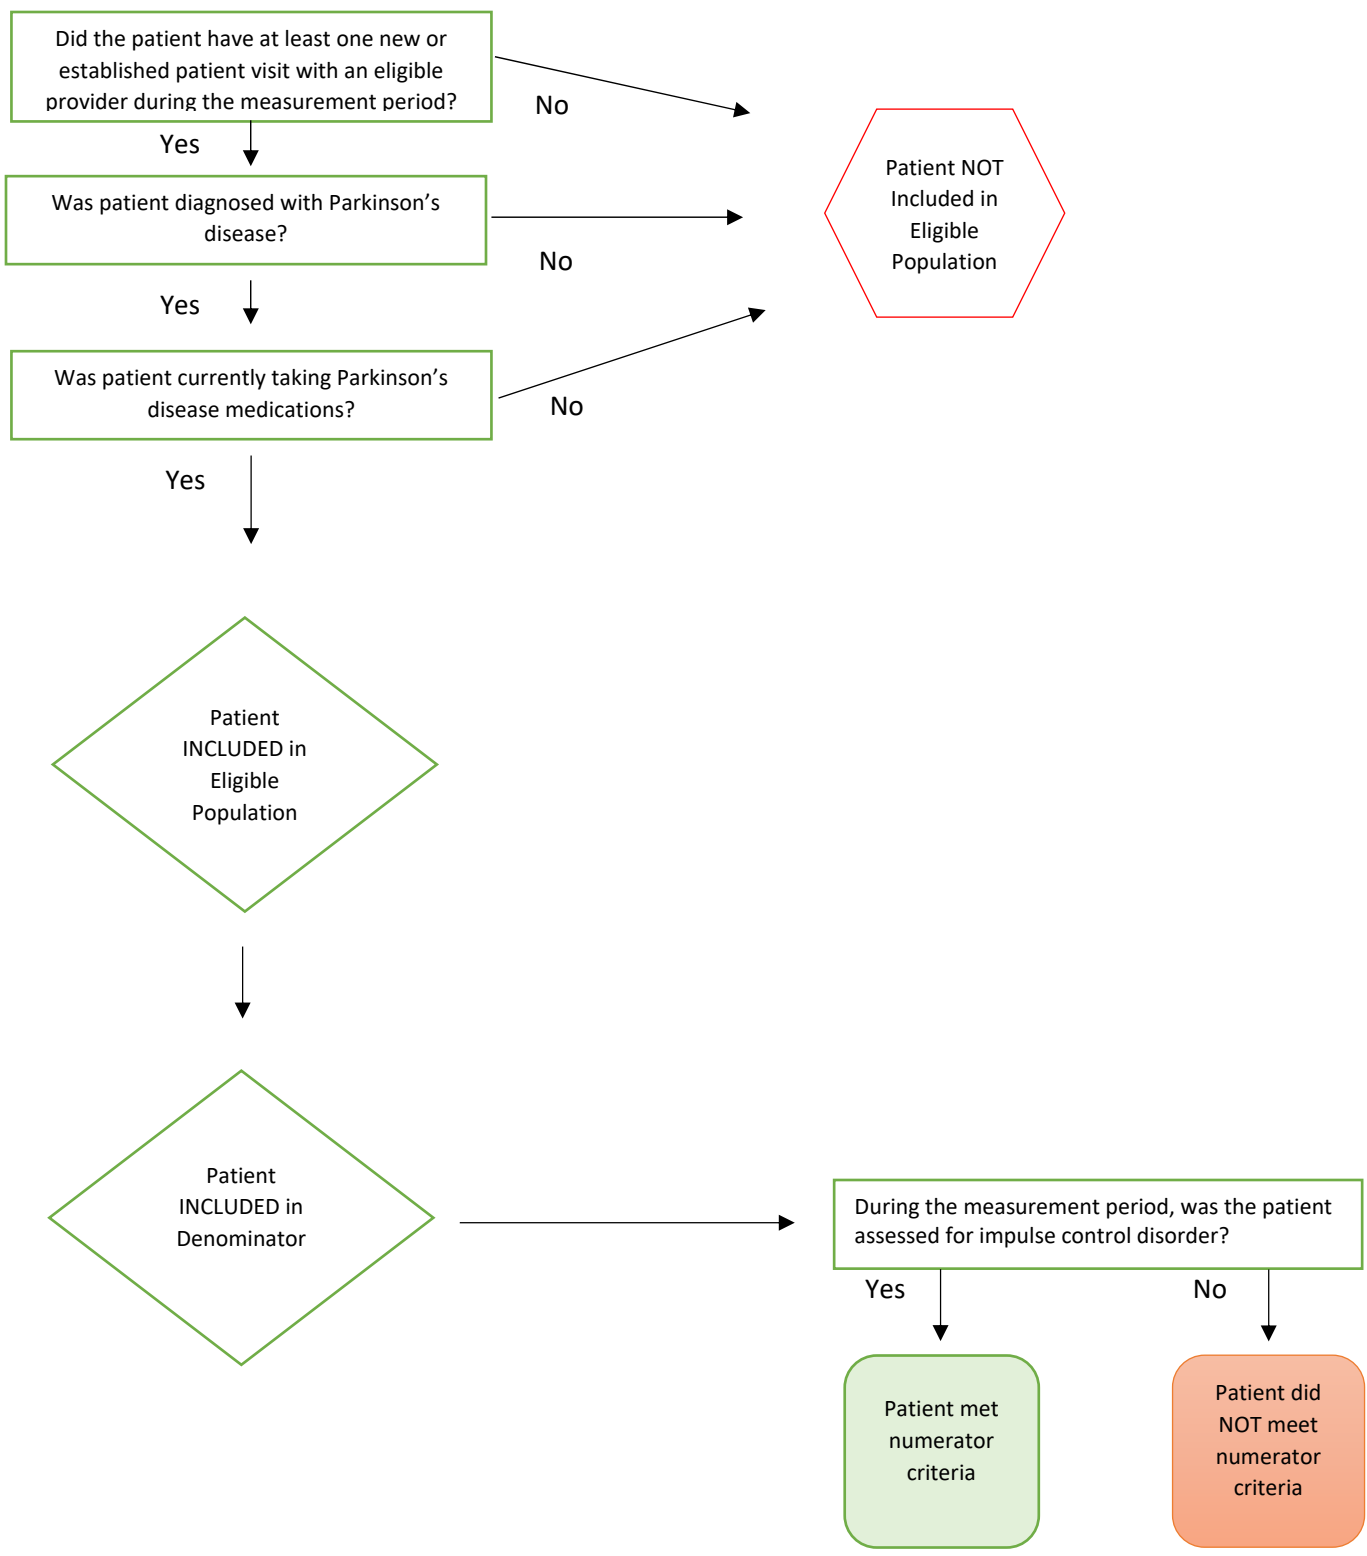 Did the patient have at least one new or
established patient visit with an eligible
provider during the measurement period?
No
Yes
Patient NOT
Included in
Eligible
Population
Was patient diagnosed with Parkinson’s
disease?
No
Yes
Was patient currently taking Parkinson’s
disease medications?
No
Yes
Patient
INCLUDED in
Eligible
Population
Patient
INCLUDED in
Denominator
During the measurement period, was the patient
assessed for impulse control disorder?
Yes
No
Patient met
numerator
criteria
Patient did
NOT meet
numerator
criteria